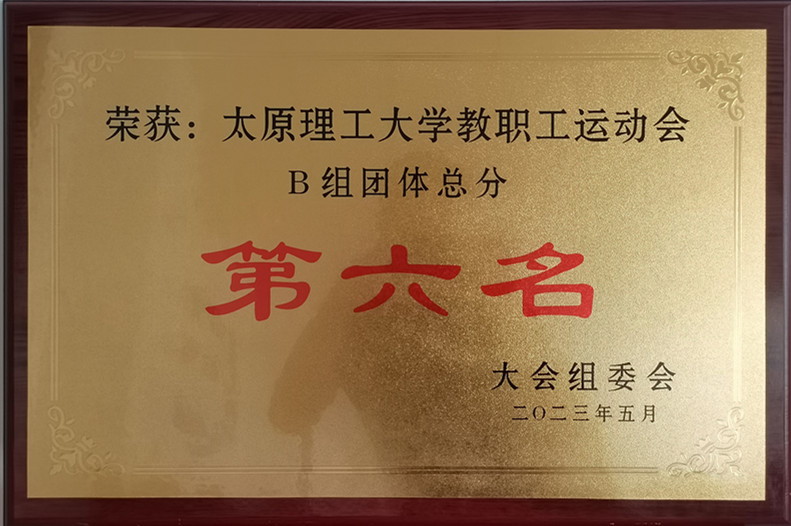 荣获：太原理工大学教职工运动会
B组团体总分
第六名
大会组委会
二〇二三年五月